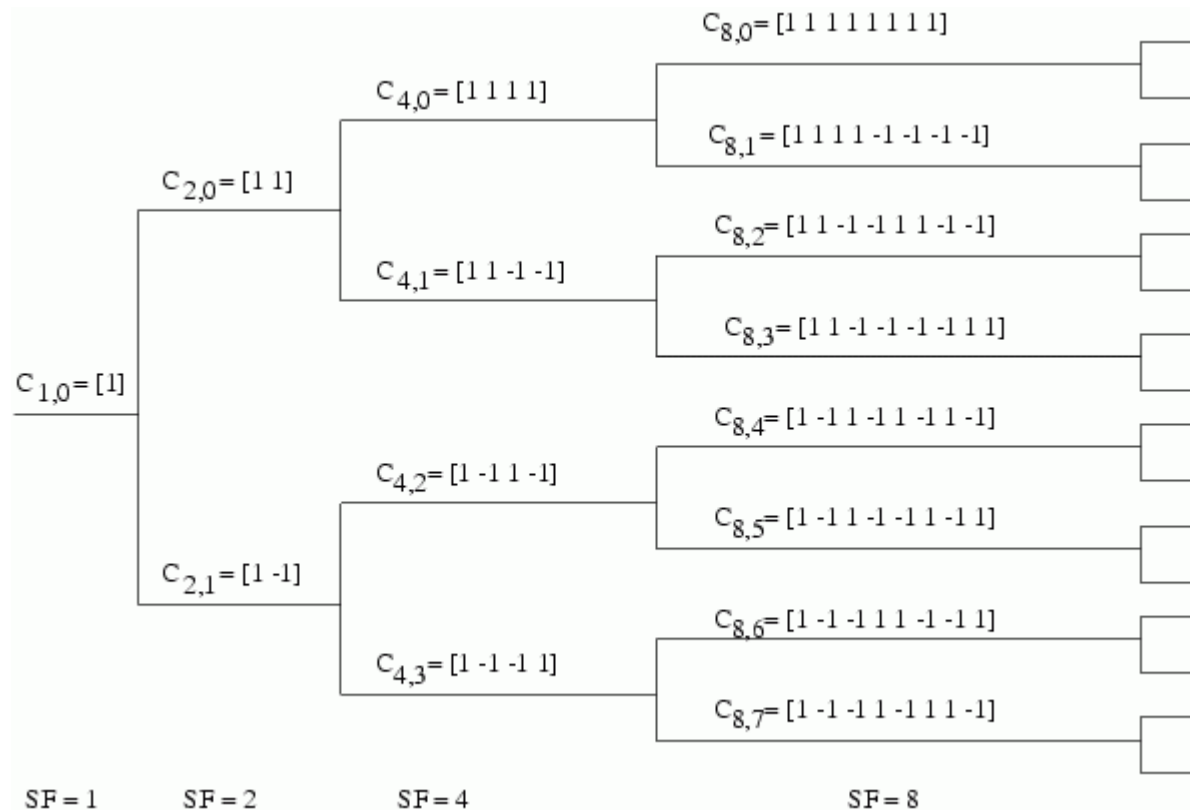 C8,0= [1 1 1 1 1 1 1 1]
C4,0= [1 1 1 1]
C8,1= [1 1 1 1 -1 -1 -1 -1]
C2,0= [1 1]
C8,2= [1 1 -1 -1 1 1 -1 -1]
C4,1= [1 1 -1 -1]
C8,3= [1 1 -1 -1 -1 -1 1 1]
C1,0= [1]
C8,4= [1 -1 1 -1 1 -1 1 -1]
C4,2= [1 -1 1 -1]
C8,5= [1 -1 1 -1 -1 1 -1 1]
C2,1= [1 -1]
C8,6= [1 -1 -1 1 1 -1 -1 1]
C4,3= [1 -1 -1 1]
C8,7= [1 -1 -1 1 -1 1 1 -1]
SF = 1 SF = 2 SF = 4 SF = 8